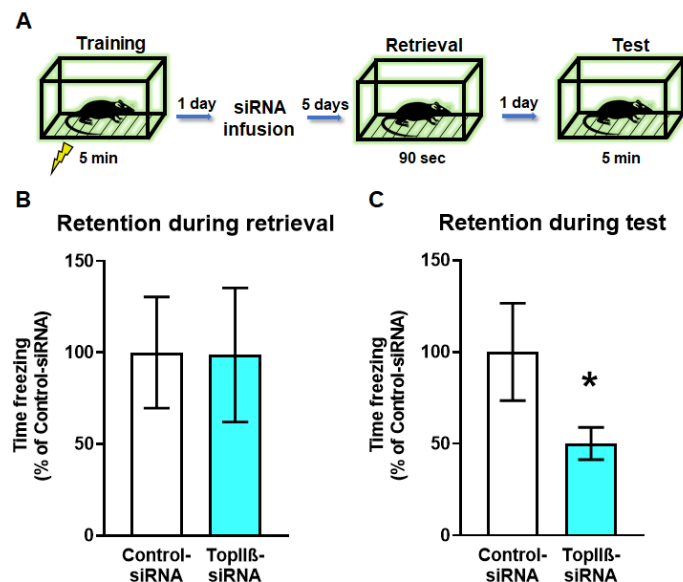 A
Training
Retrieval
Test
1 day
siRNA
infusion
5 days
1 day
5 min
90 sec
5 min
B
Retention during retrieval
Time freezing
(% of Control-siRNA)
150
100
50
0
Control-
siRNA
TopIIß-
siRNA
C
Retention during test
Time freezing
(% of Control-siRNA)
150
100
50
0
*
Control-
siRNA
TopIIß-
siRNA